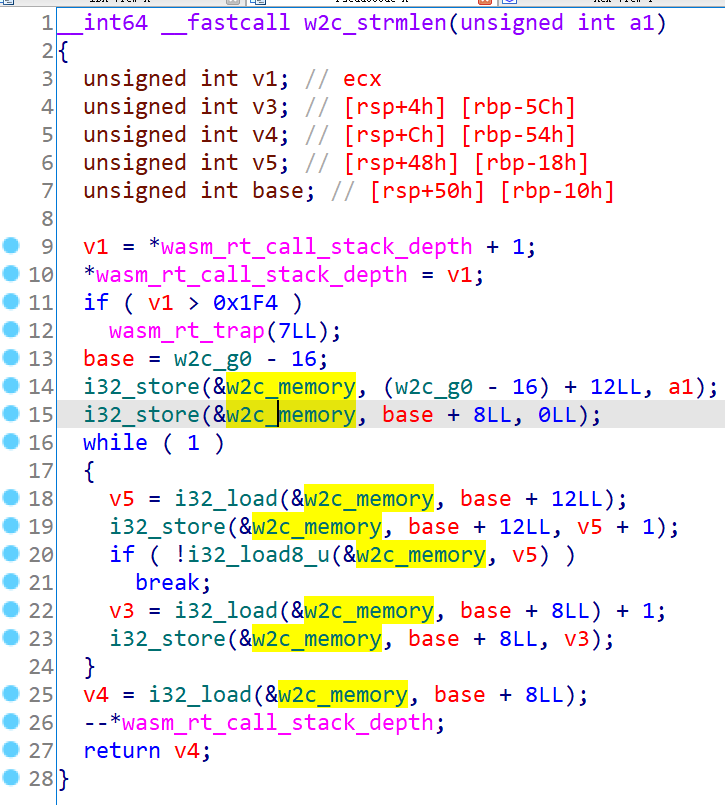 1 __int64 __fastcall w2c_strmlen(unsigned int a1)
2 {
3 unsigned int v1; // ecx
4 unsigned int v3; // [rsp+4h] [rbp-5Ch]
5 unsigned int v4; // [rsp+Ch] [rbp-54h]
6 unsigned int v5; // [rsp+48h] [rbp-18h]
7 unsigned int base; // [rsp+50h] [rbp-10h]
8
9 v1 = *wasm_rt_call_stack_depth + 1;
10 *wasm_rt_call_stack_depth = v1;
11 if ( v1 > 0x1F4 )
12 wasm_rt_trap(7LL);
13 base = w2c_g0 - 16;
14 i32_store(&w2c_memory, (w2c_g0 - 16) + 12LL, a1);
15 i32_store(&w2c_memory, base + 8LL, 0LL);
16 while ( 1 )
17 {
18 v5 = i32_load(&w2c_memory, base + 12LL);
19 i32_store(&w2c_memory, base + 12LL, v5 + 1);
20 if ( !i32_load8_u(&w2c_memory, v5) )
21 break;
22 v3 = i32_load(&w2c_memory, base + 8LL) + 1;
23 i32_store(&w2c_memory, base + 8LL, v3);
24 }
25 v4 = i32_load(&w2c_memory, base + 8LL);
26 --*wasm_rt_call_stack_depth;
27 return v4;
28 }